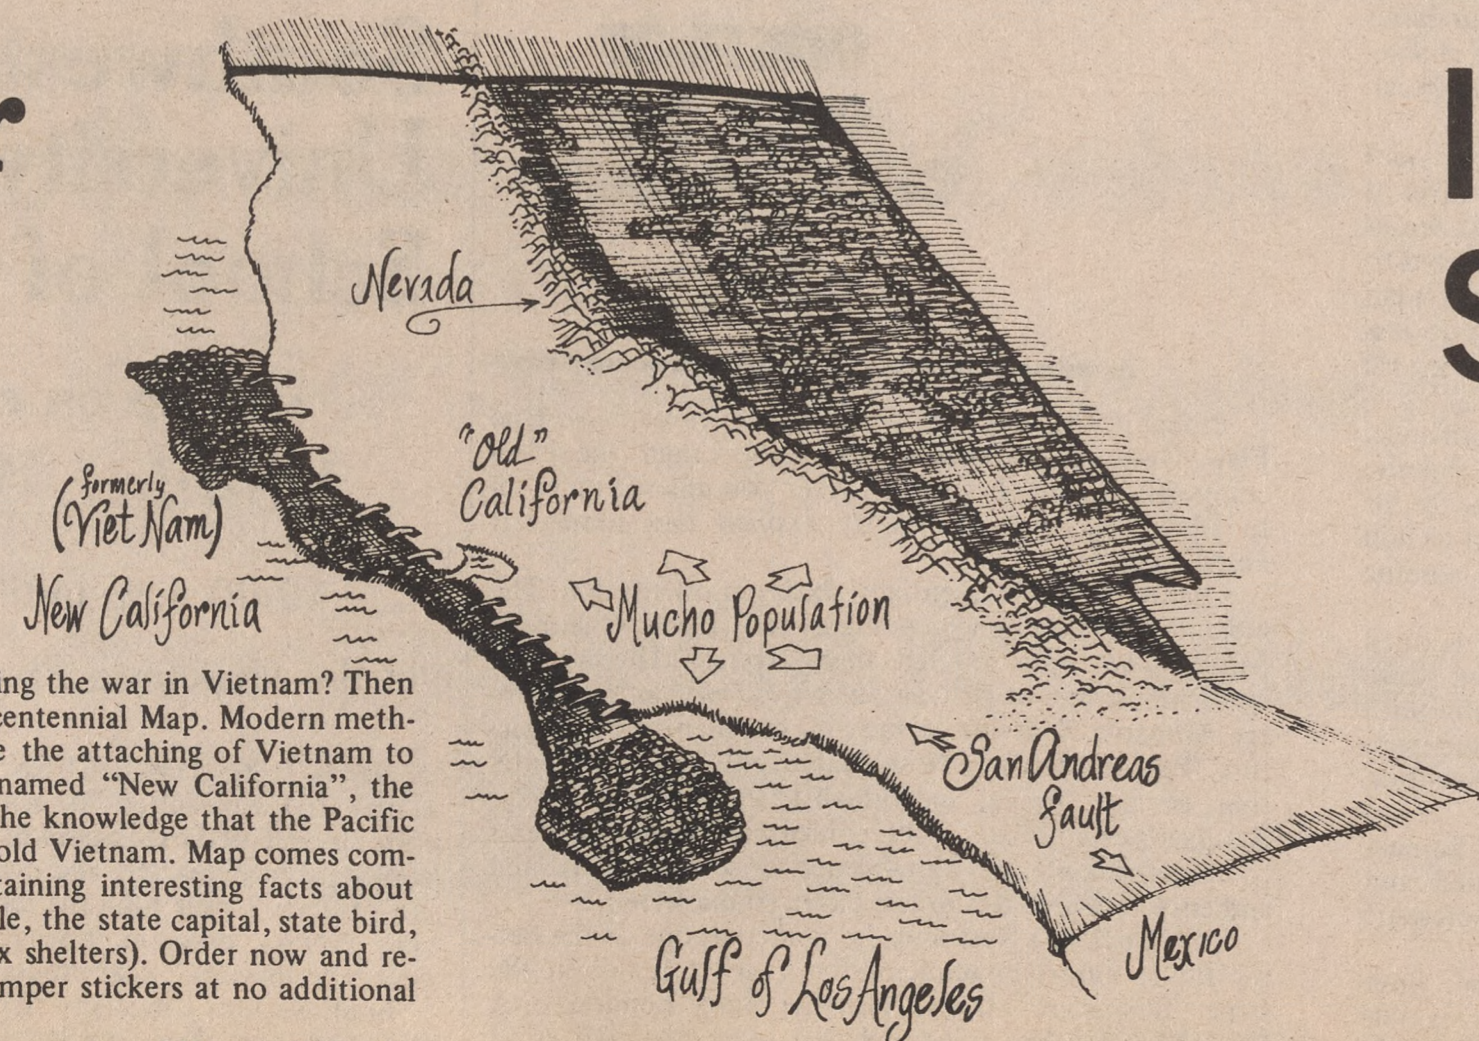 r
I
S
Nevada
"Old"
California
(formerly
Viet Nam)
New California
Mucho Population
San Andreas
fault
Mexico
Gulf of Los Angeles
ing the war in Vietnam? Then
centennial Map. Modern meth-
e the attaching of Vietnam to
named “New California”, the
he knowledge that the Pacific
old Vietnam. Map comes com-
taining interesting facts about
le, the state capital, state bird,
x shelters). Order now and re-
mper stickers at no additional